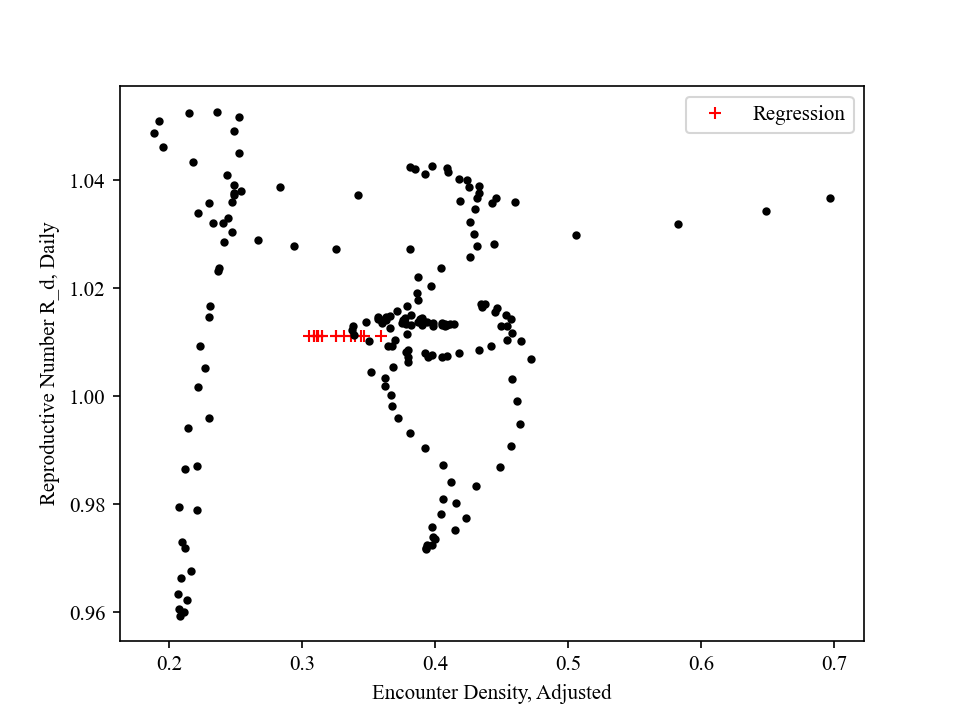 Regression
1.04
1.02
1.00
0.98
0.96
Reproductive Number R_d, Daily
0.2 0.3 0.4 0.5 0.6 0.7
Encounter Density, Adjusted